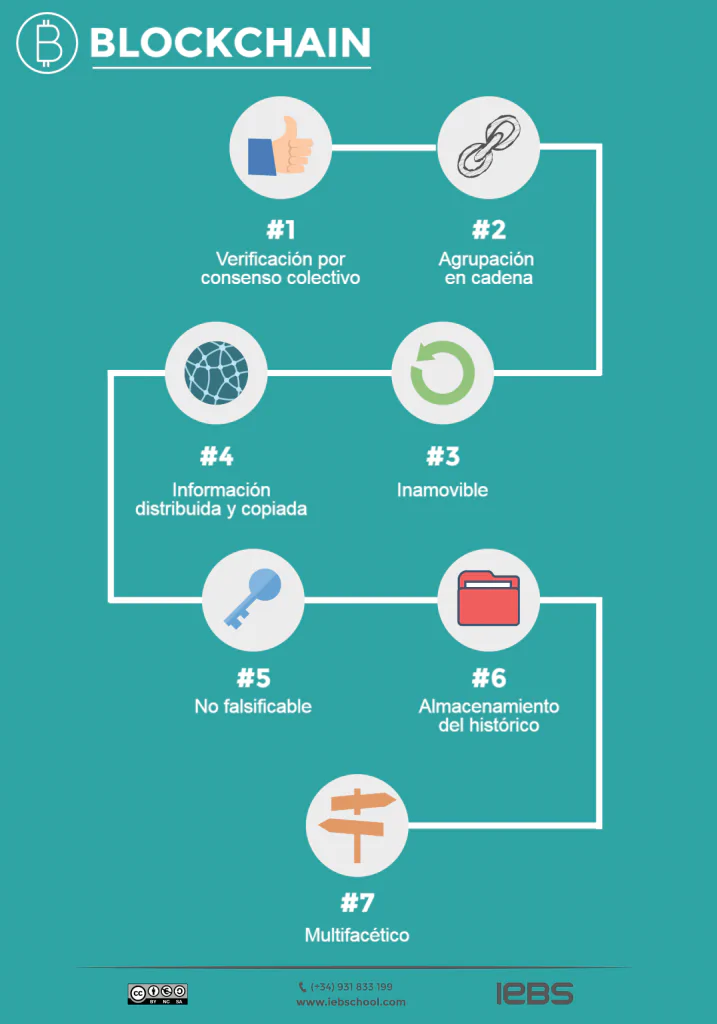 BLOCKCHAIN
#1
Verificación por
consenso colectivo
#2
Agrupación
en cadena
#3
Inamovible
#4
Información
distribuida y copiada
#5
No falsificable
#6
Almacenamiento
del histórico
#7
Multifacético
cc BY NC SA
(+34) 931 833 199
www.iebschool.com
IEBS